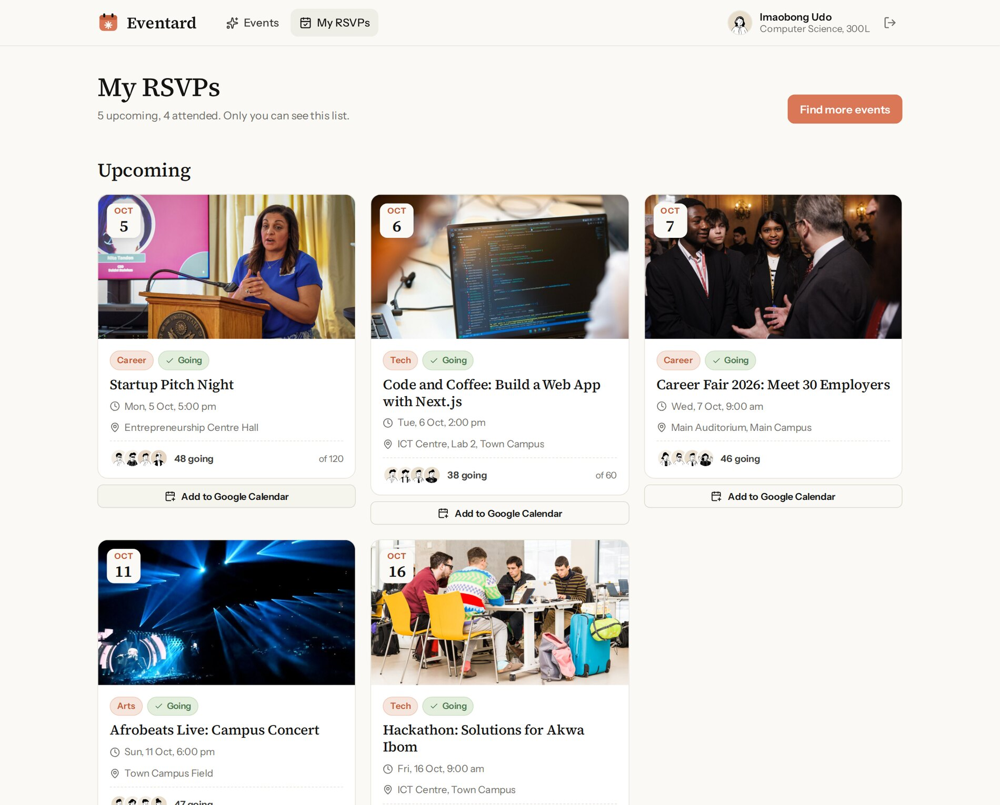 Eventard
Events
My RSVPs
Imaobong Udo
Computer Science, 300L
My RSVPs
5 upcoming, 4 attended. Only you can see this list.
Find more events
Upcoming
OCT
5
Nita Tandon
CEO
UNITED STATES OF
Career
Going
Startup Pitch Night
Mon, 5 Oct, 5:00 pm
Entrepreneurship Centre Hall
48 going
of 120
Add to Google Calendar
OCT
6
Tech
Going
Code and Coffee: Build a Web App
with Next.js
Tue, 6 Oct, 2:00 pm
ICT Centre, Lab 2, Town Campus
38 going
of 60
Add to Google Calendar
OCT
7
Career
Going
Career Fair 2026: Meet 30 Employers
Wed, 7 Oct, 9:00 am
Main Auditorium, Main Campus
46 going
Add to Google Calendar
OCT
11
Arts
Going
Afrobeats Live: Campus Concert
Sun, 11 Oct, 6:00 pm
Town Campus Field
47 going
OCT
16
Tech
Going
Hackathon: Solutions for Akwa
Ibom
Fri, 16 Oct, 9:00 am
ICT Centre, Town Campus